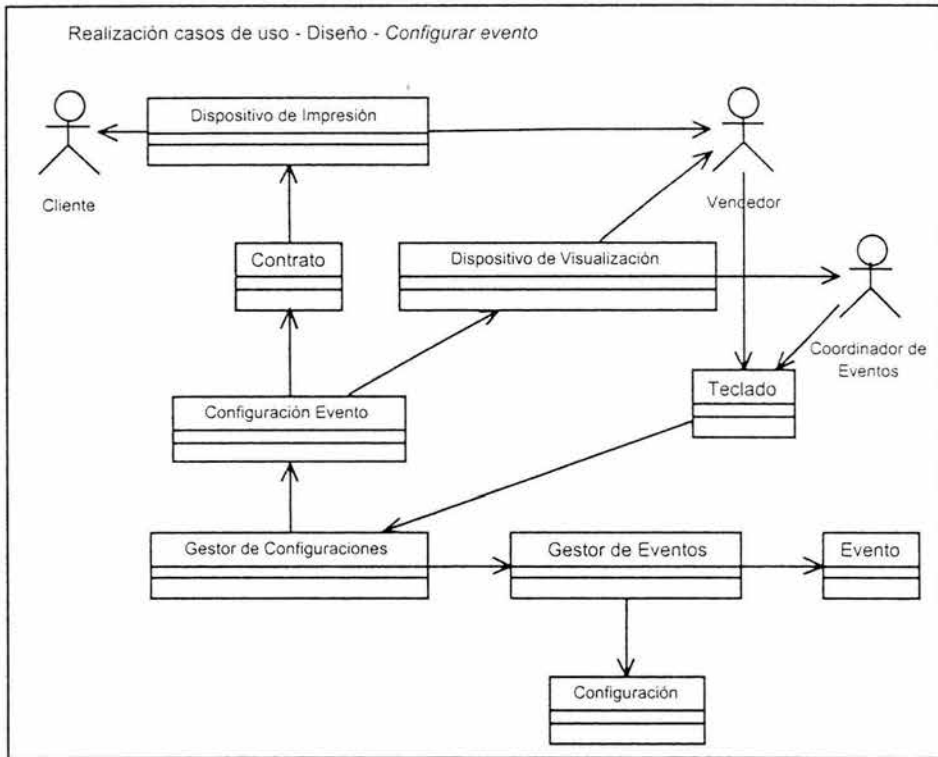 Realización casos de uso - Diseño - Configurar evento
Dispositivo de Impresión
Cliente
Vendedor
Contrato
Dispositivo de Visualización
Coordinador de
Eventos
Teclado
Configuración Evento
Gestor de Configuraciones
Gestor de Eventos
Evento
Configuración